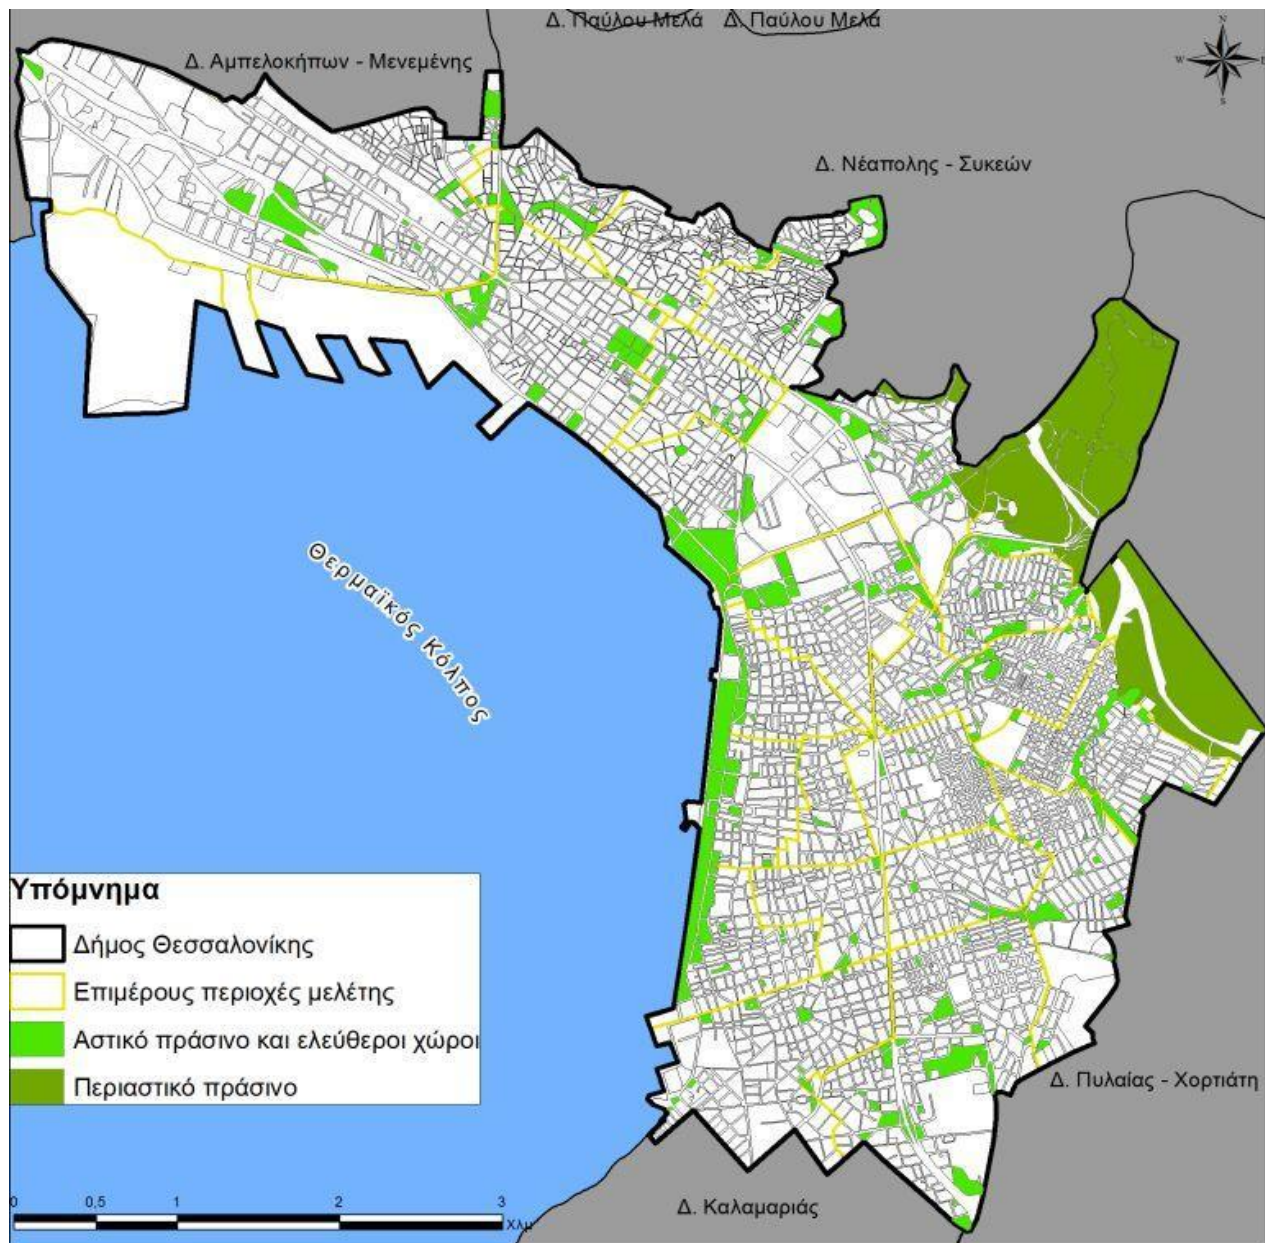 Δ. Παύλου Μελά Δ. Παύλου Μελά
N
Δ. Αμπελοκήπων - Μενεμένης
W E
S
Δ. Νέαπολης - Συκεών
Θερμαϊκός Κόλπος
Υπόμνημα
Δήμος Θεσσαλονίκης
Επιμέρους περιοχές μελέτης
Αστικό πράσινο και ελεύθεροι χώροι
Περιαστικό πράσινο
Δ. Πυλαίας - Χορτιάτη
Δ. Καλαμαριάς
0 0,5 1 2 3
Χλμ